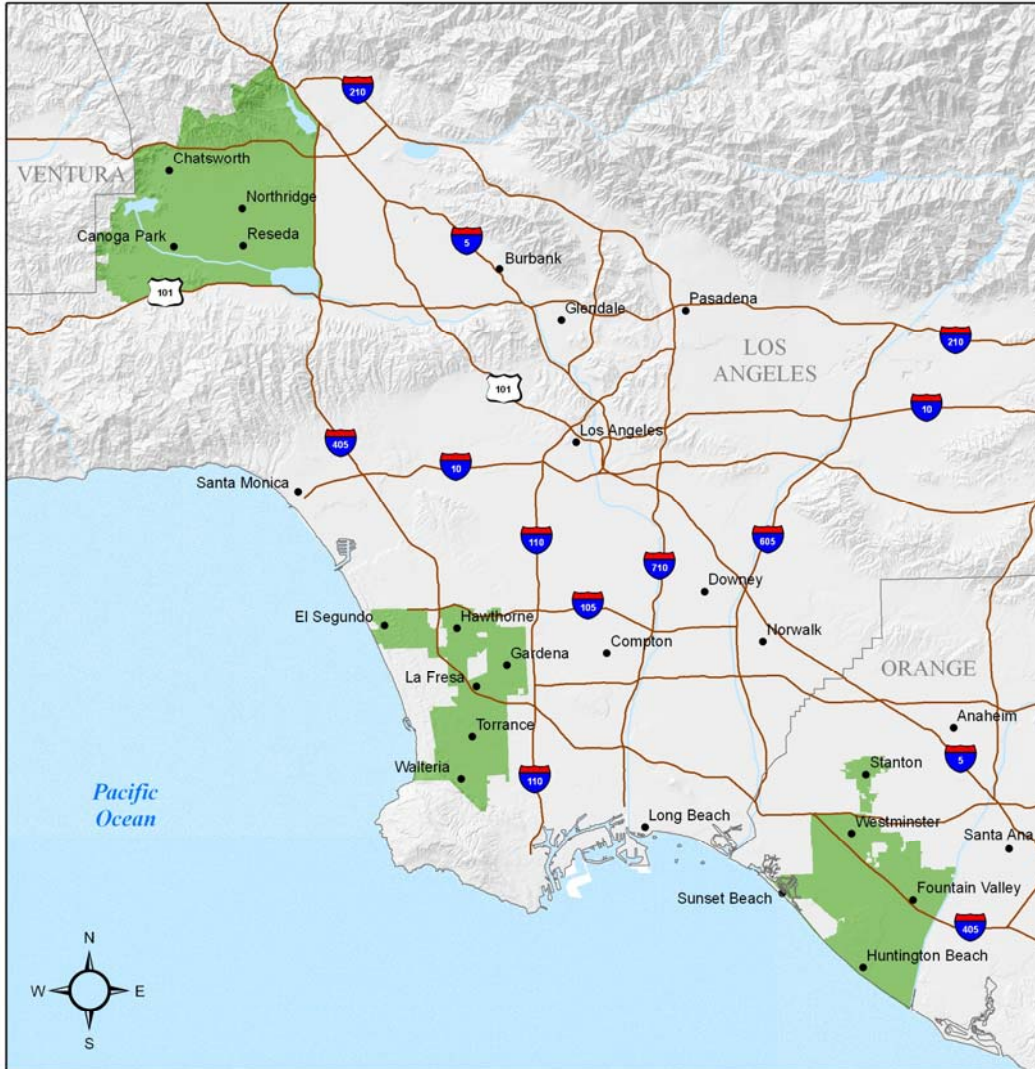 210
Chatsworth
VENTURA
Northridge
Canoga Park
Reseda
5
Burbank
101
Glendale
Pasadena
LOS
ANGELES
210
101
10
Los Angeles
405
10
Santa Monica
110
605
710
Downey
105
El Segundo
Hawthorne
Norwalk
Compton
Gardena
ORANGE
La Fresa
Anaheim
Torrance
5
Stanton
Walteria
110
Pacific
Ocean
Long Beach
Westminster
Santa Ana
Sunset Beach
Fountain Valley
405
Huntington Beach
N
W
E
S